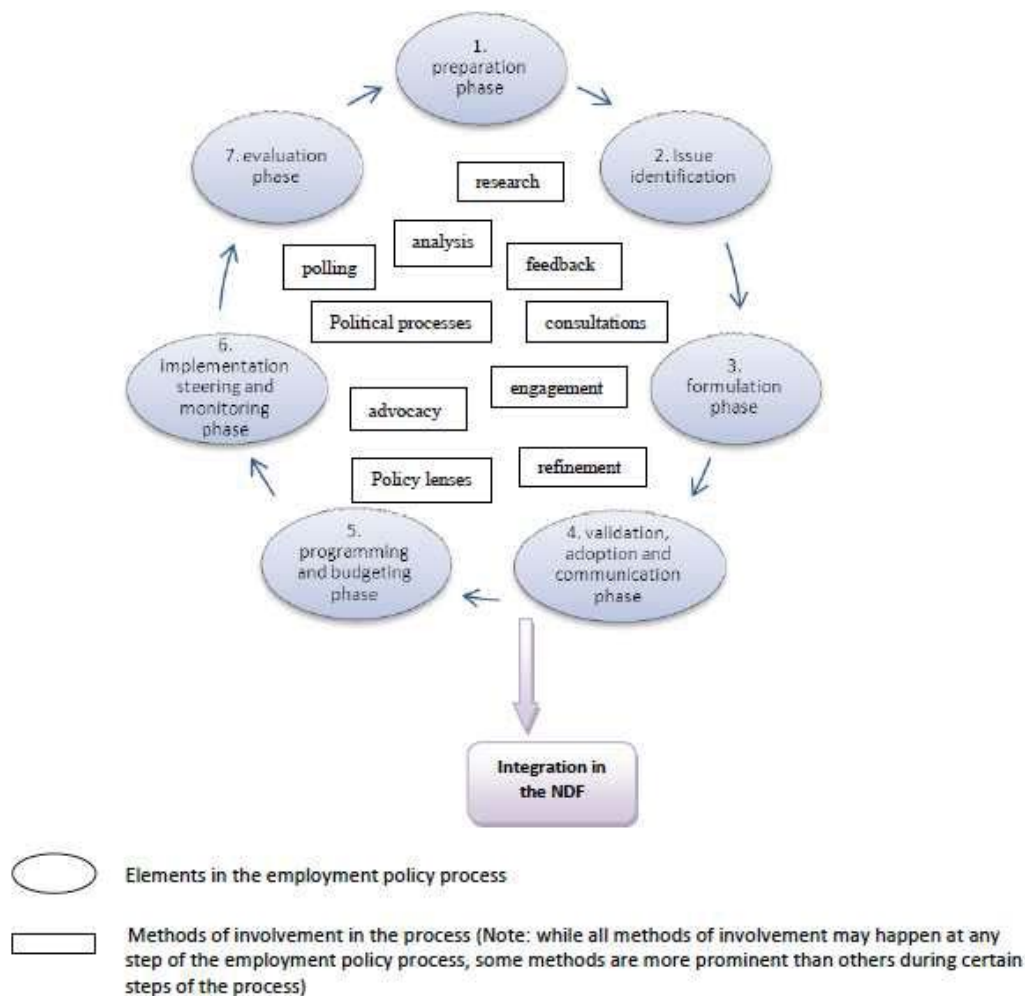 1.
preparation
phase
2. Issue
identification
3.
formulation
phase
4. validation,
adoption and
communication
phase
5.
programming
and budgeting
phase
6.
implementation
steering and
monitoring
phase
7. evaluation
phase
research
analysis
feedback
polling
Political processes
consultations
engagement
advocacy
refinement
Policy lenses
Integration in
the NDF
Elements in the employment policy process
Methods of involvement in the process (Note: while all methods of involvement may happen at any
step of the employment policy process, some methods are more prominent than others during certain
steps of the process)